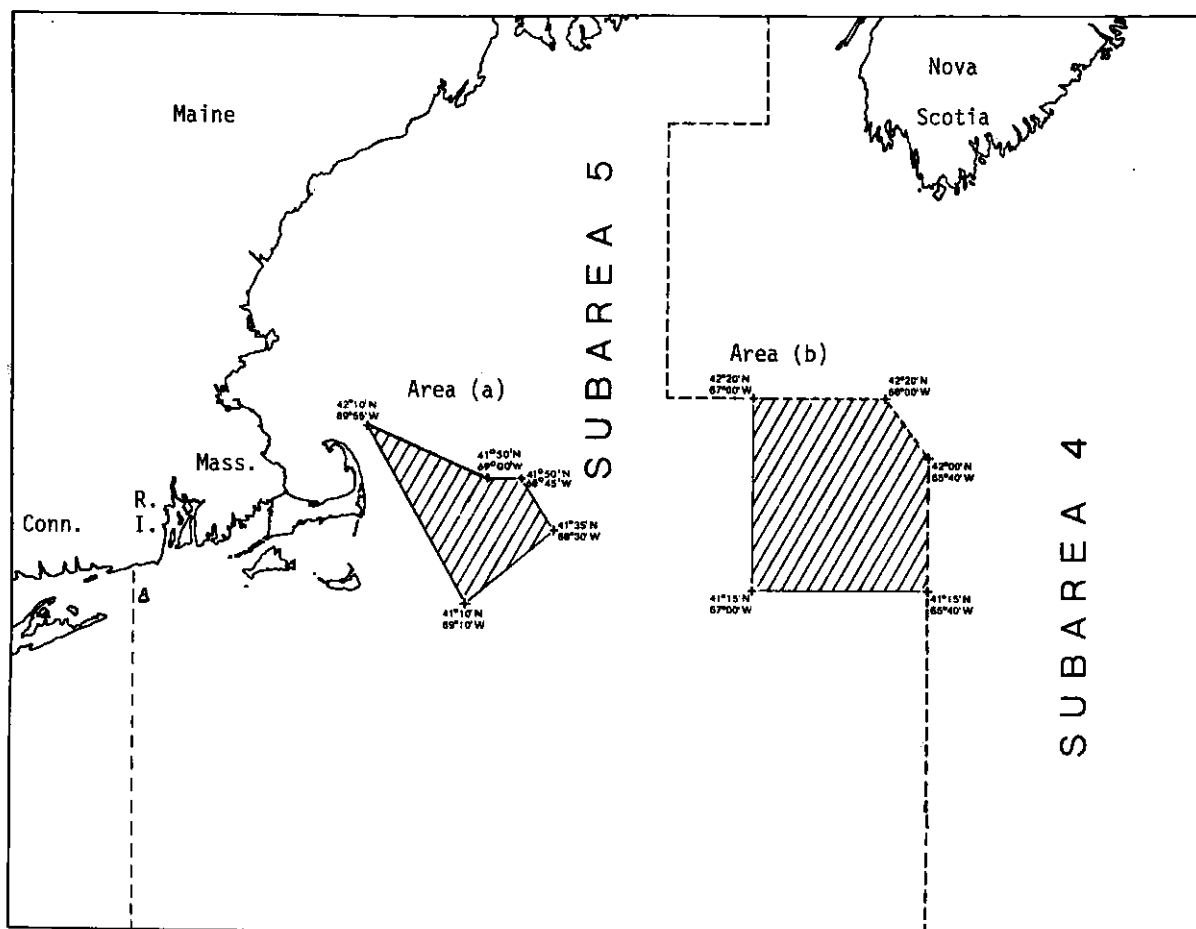 Maine
Nova
Scotia
SUBAREA 5
Area (b)
42°20'N
67°00'W
42°20'N
66°00'W
Area (a)
42°10'N
69°55'W
41°50'N
69°00'W
41°50'N
68°45'W
42°00'N
65°40'W
Mass.
R.
I.
Conn.
41°35'N
68°30'W
41°10'N
69°10'W
41°15'N
67°00'W
41°15'N
65°40'W
SUBAREA 4